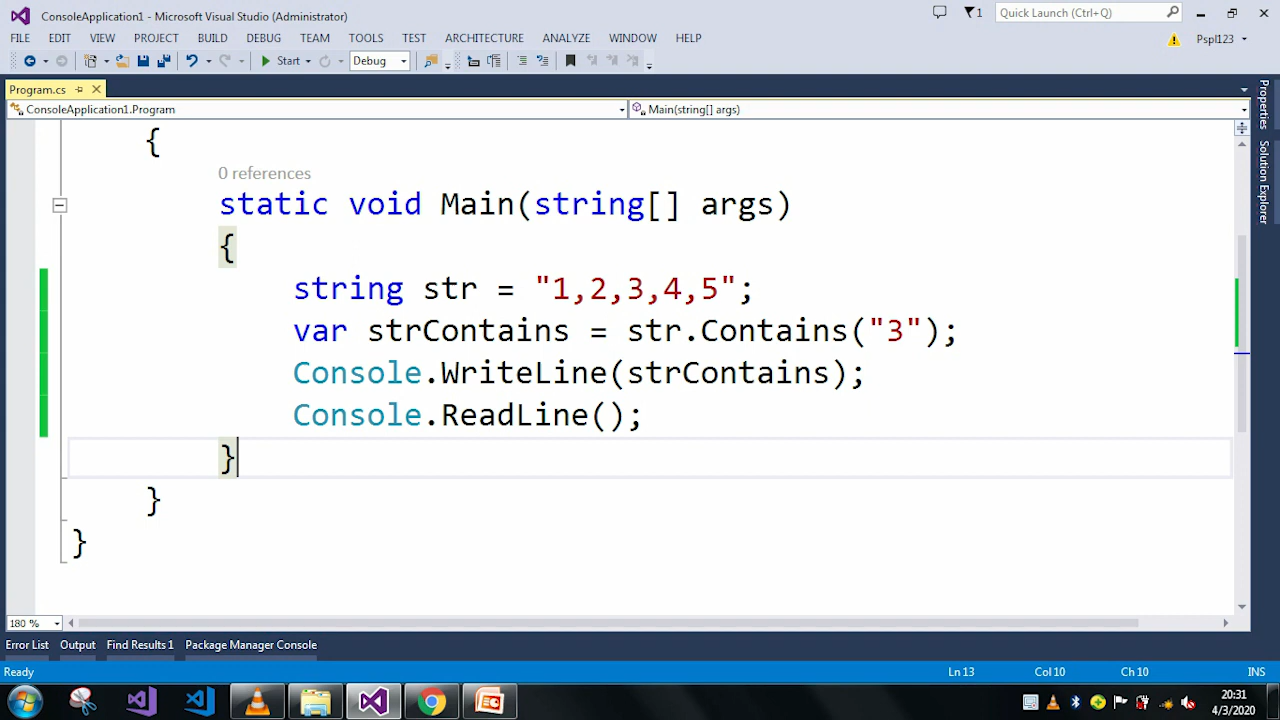 ConsoleApplication1 - Microsoft Visual Studio (Administrator)
1
Quick Launch (Ctrl+Q)
FILE EDIT VIEW PROJECT BUILD DEBUG TEAM TOOLS TEST ARCHITECTURE ANALYZE WINDOW HELP
Pspl123
Start
Debug
Program.cs
ConsoleApplication1.Program
Main(string[] args)
Properties
Solution Explorer
{
0 references
static void Main(string[] args)
{
string str = "1,2,3,4,5";
var strContains = str.Contains("3");
Console.WriteLine(strContains);
Console.ReadLine();
}
}
}
180 %
Error List Output Find Results 1 Package Manager Console
Ready
Ln 13 Col 10 Ch 10 INS
20:31
4/3/2020